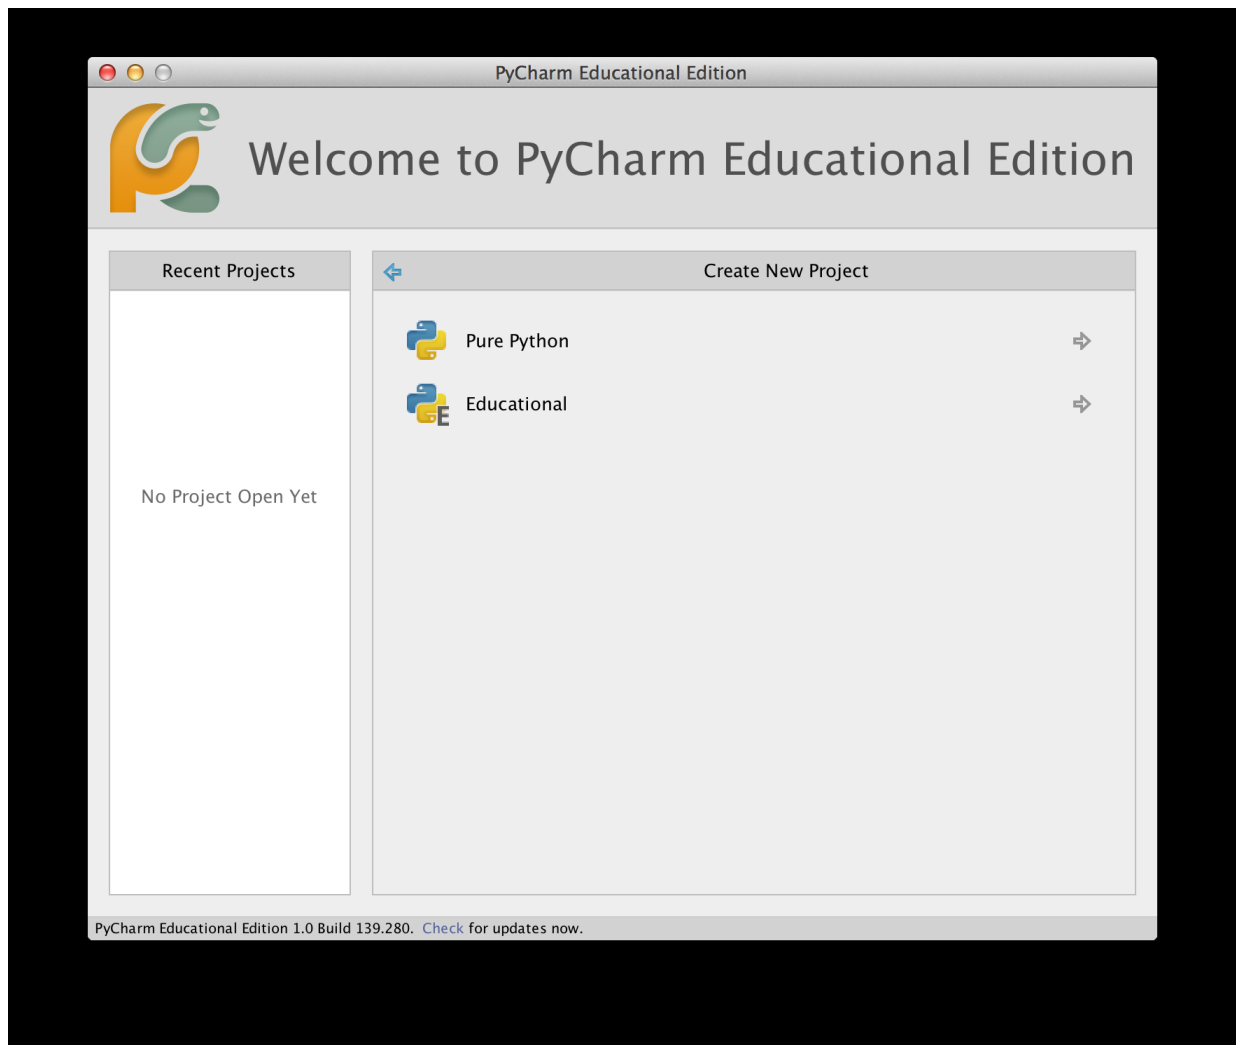 PyCharm Educational Edition
Welcome to PyCharm Educational Edition
Recent Projects
No Project Open Yet
Create New Project
Pure Python
E
Educational
PyCharm Educational Edition 1.0 Build 139.280. Check for updates now.